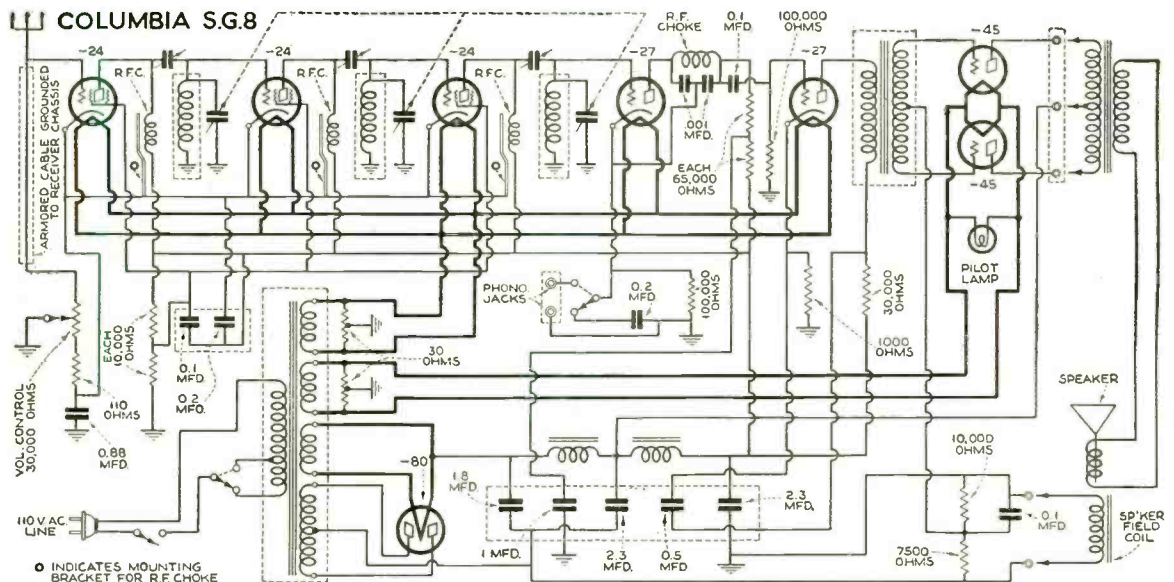 COLUMBIA S.G.8
-24
-24
-24
-27
R.F.
CHOKE
0.1
MFD.
100,000
OHMS
-27
-45
R.F.C.
R.F.C.
R.F.C.
.001
MFD.
EACH
65,000
OHMS
-45
ARMORED CABLE GROUNDED
TO RECEIVER CHASSIS
PILOT
LAMP
PHONO.
JACKS
0.2
MFD.
100,000
OHMS
30,000
OHMS
1000
OHMS
VOL. CONTROL
30,000 OHMS
110
OHMS
0.88
MFD.
EACH
10,000
OHMS
0.1
MFD.
0.2
MFD.
30
OHMS
SPEAKER
-80
1.8
MFD.
1 MFD.
2.3
MFD.
0.5
MFD.
2.3
MFD.
10,000
OHMS
0.1
MFD
7500
OHMS
SP'KER
FIELD
COIL
110 V. A.C.
LINE
O INDICATES MOUNTING
BRACKET FOR R.F. CHOKE